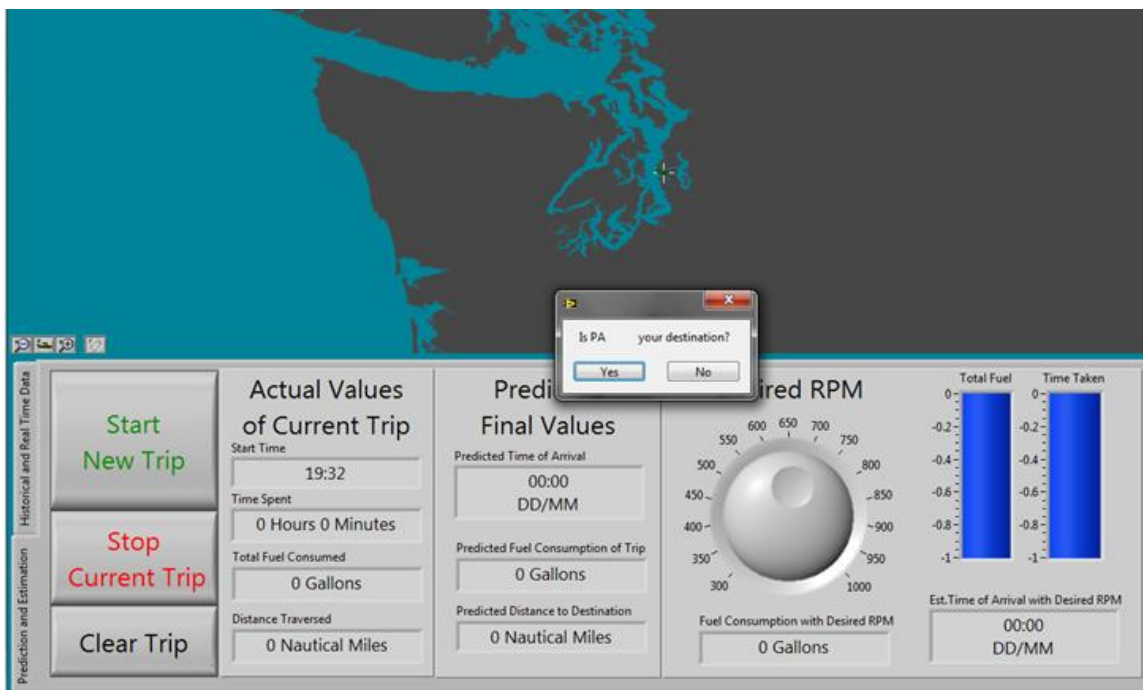 Is PA your destination?
Yes
No
Historical and Real Time Data
Prediction and Estimation
Start
New Trip
Stop
Current Trip
Clear Trip
Actual Values
of Current Trip
Start Time
19:32
Time Spent
0 Hours 0 Minutes
Total Fuel Consumed
0 Gallons
Distance Traversed
0 Nautical Miles
Final Values
Predicted Time of Arrival
00:00
DD/MM
Predicted Fuel Consumption of Trip
0 Gallons
Predicted Distance to Destination
0 Nautical Miles
RPM
300
350
400
450
500
550
600
650
700
750
800
850
900
950
1000
Fuel Consumption with Desired RPM
0 Gallons
Total Fuel
0
-0.2
-0.4
-0.6
-0.8
-1
Time Taken
0
-0.2
-0.4
-0.6
-0.8
-1
Est.Time of Arrival with Desired RPM
00:00
DD/MM